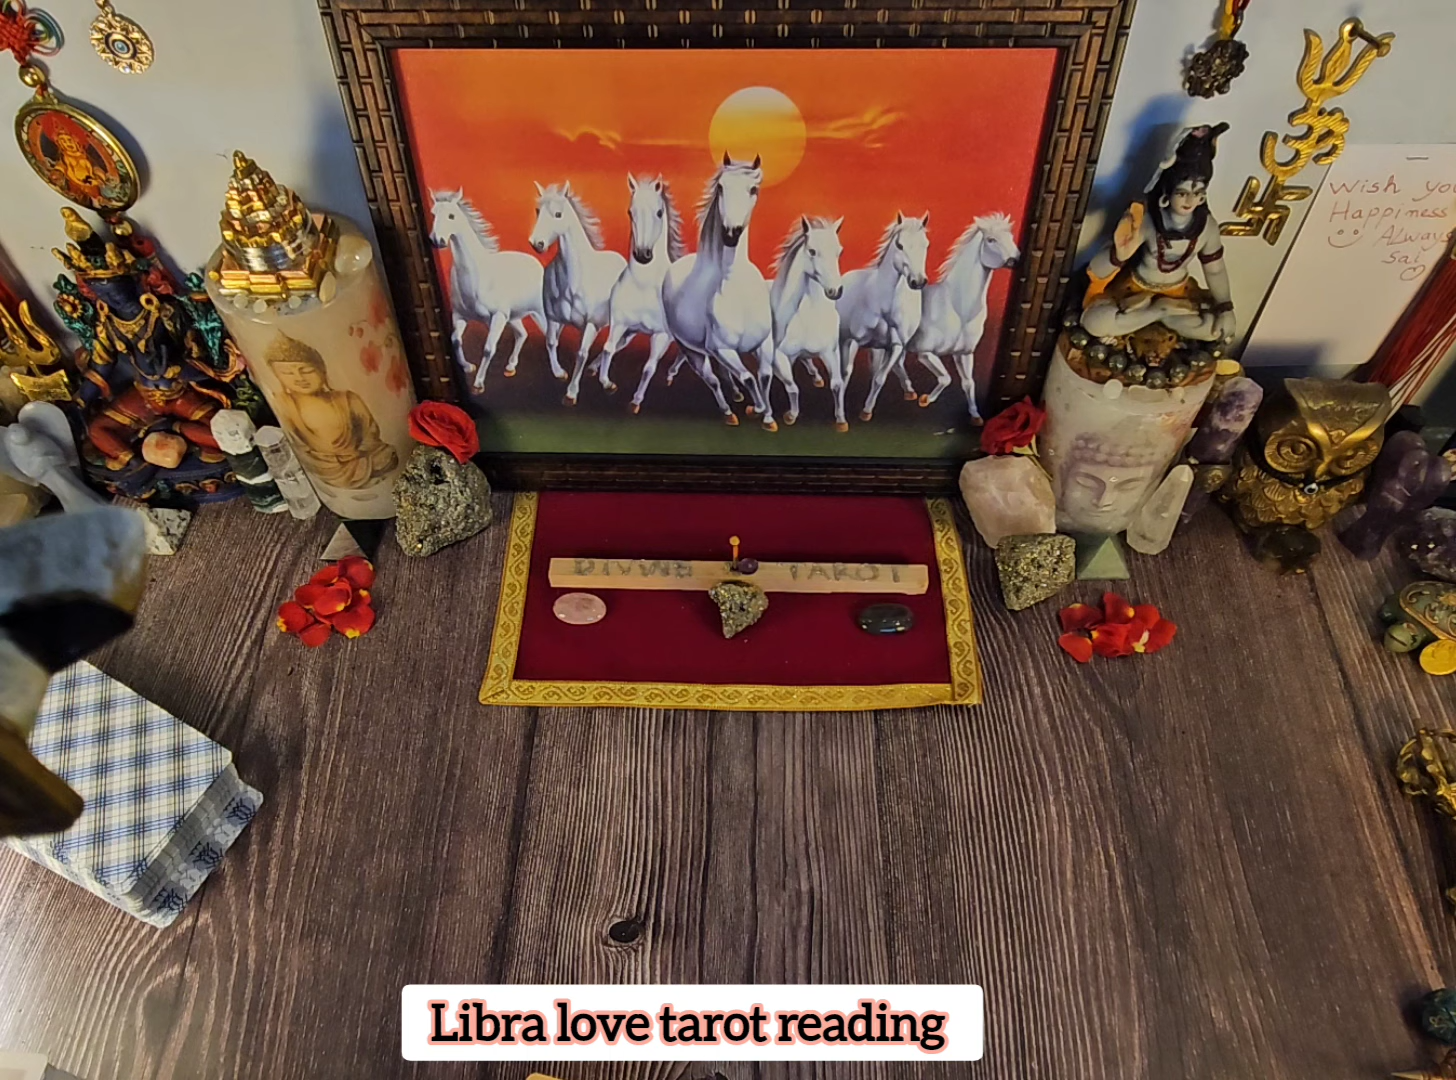 Wish you
Happiness
Always
Sai
DIVINE TAROT
Libra love tarot reading